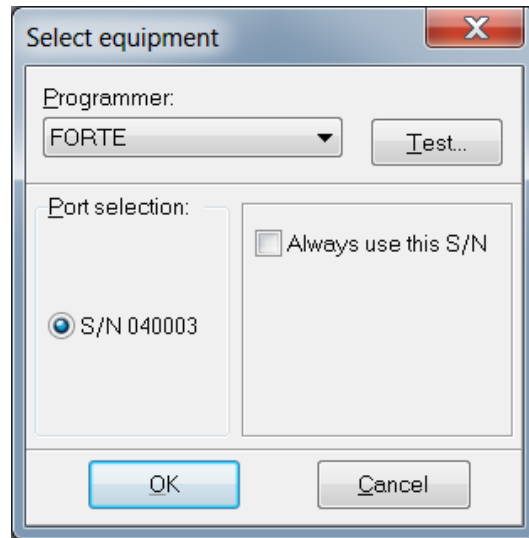 Select equipment
Programmer:
FORTE
Test...
Port selection:
Always use this S/N
S/N 040003
OK
Cancel